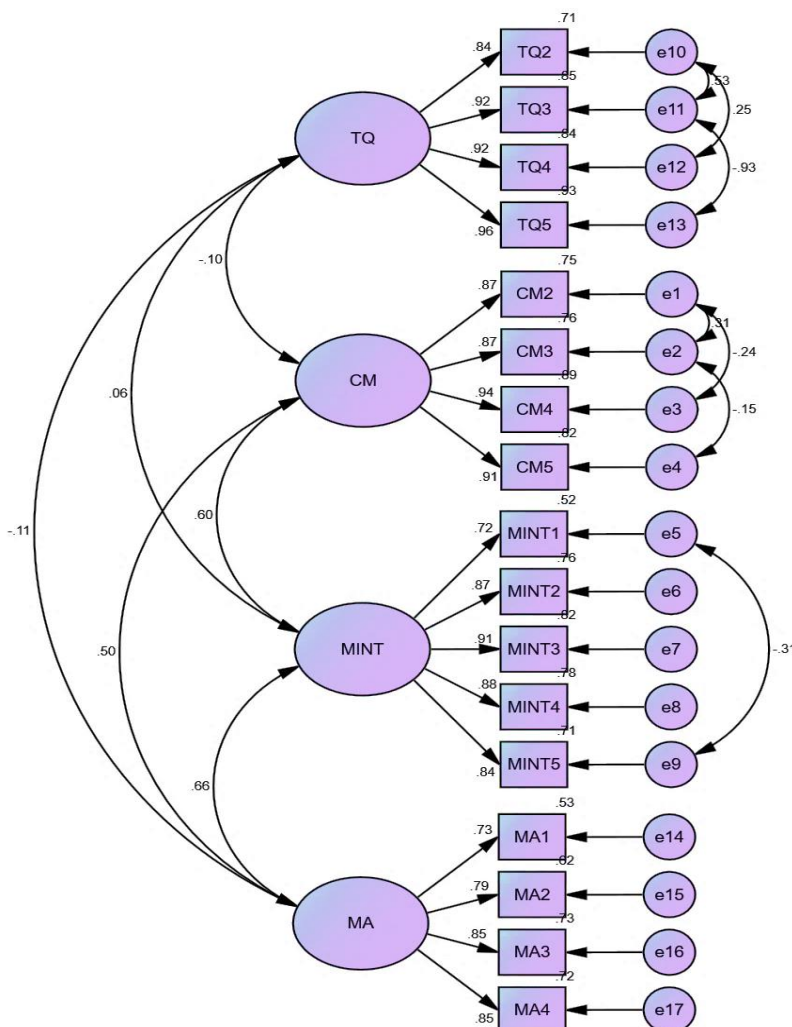 .71
.84 TQ2 e10
.85 .53
.92 TQ3 e11 .25
.84
TQ .92 TQ4 e12 -.93
.93
.96 TQ5 e13
-.10 .75
.87 CM2 e1
.76 .31
.87 CM3 e2 -.24
.89
CM .94 CM4 e3 -.15
.06 .82
.91 CM5 e4
.60 .52
.72 MINT1 e5
-.11 .76
.87 MINT2 e6
.82
.50 MINT .91 MINT3 e7 -.31
.78
.88 MINT4 e8
.71
.84 MINT5 e9
.66 .53
.73 MA1 e14
.62
.79 MA2 e15
.73
MA .85 MA3 e16
.72
.85 MA4 e17